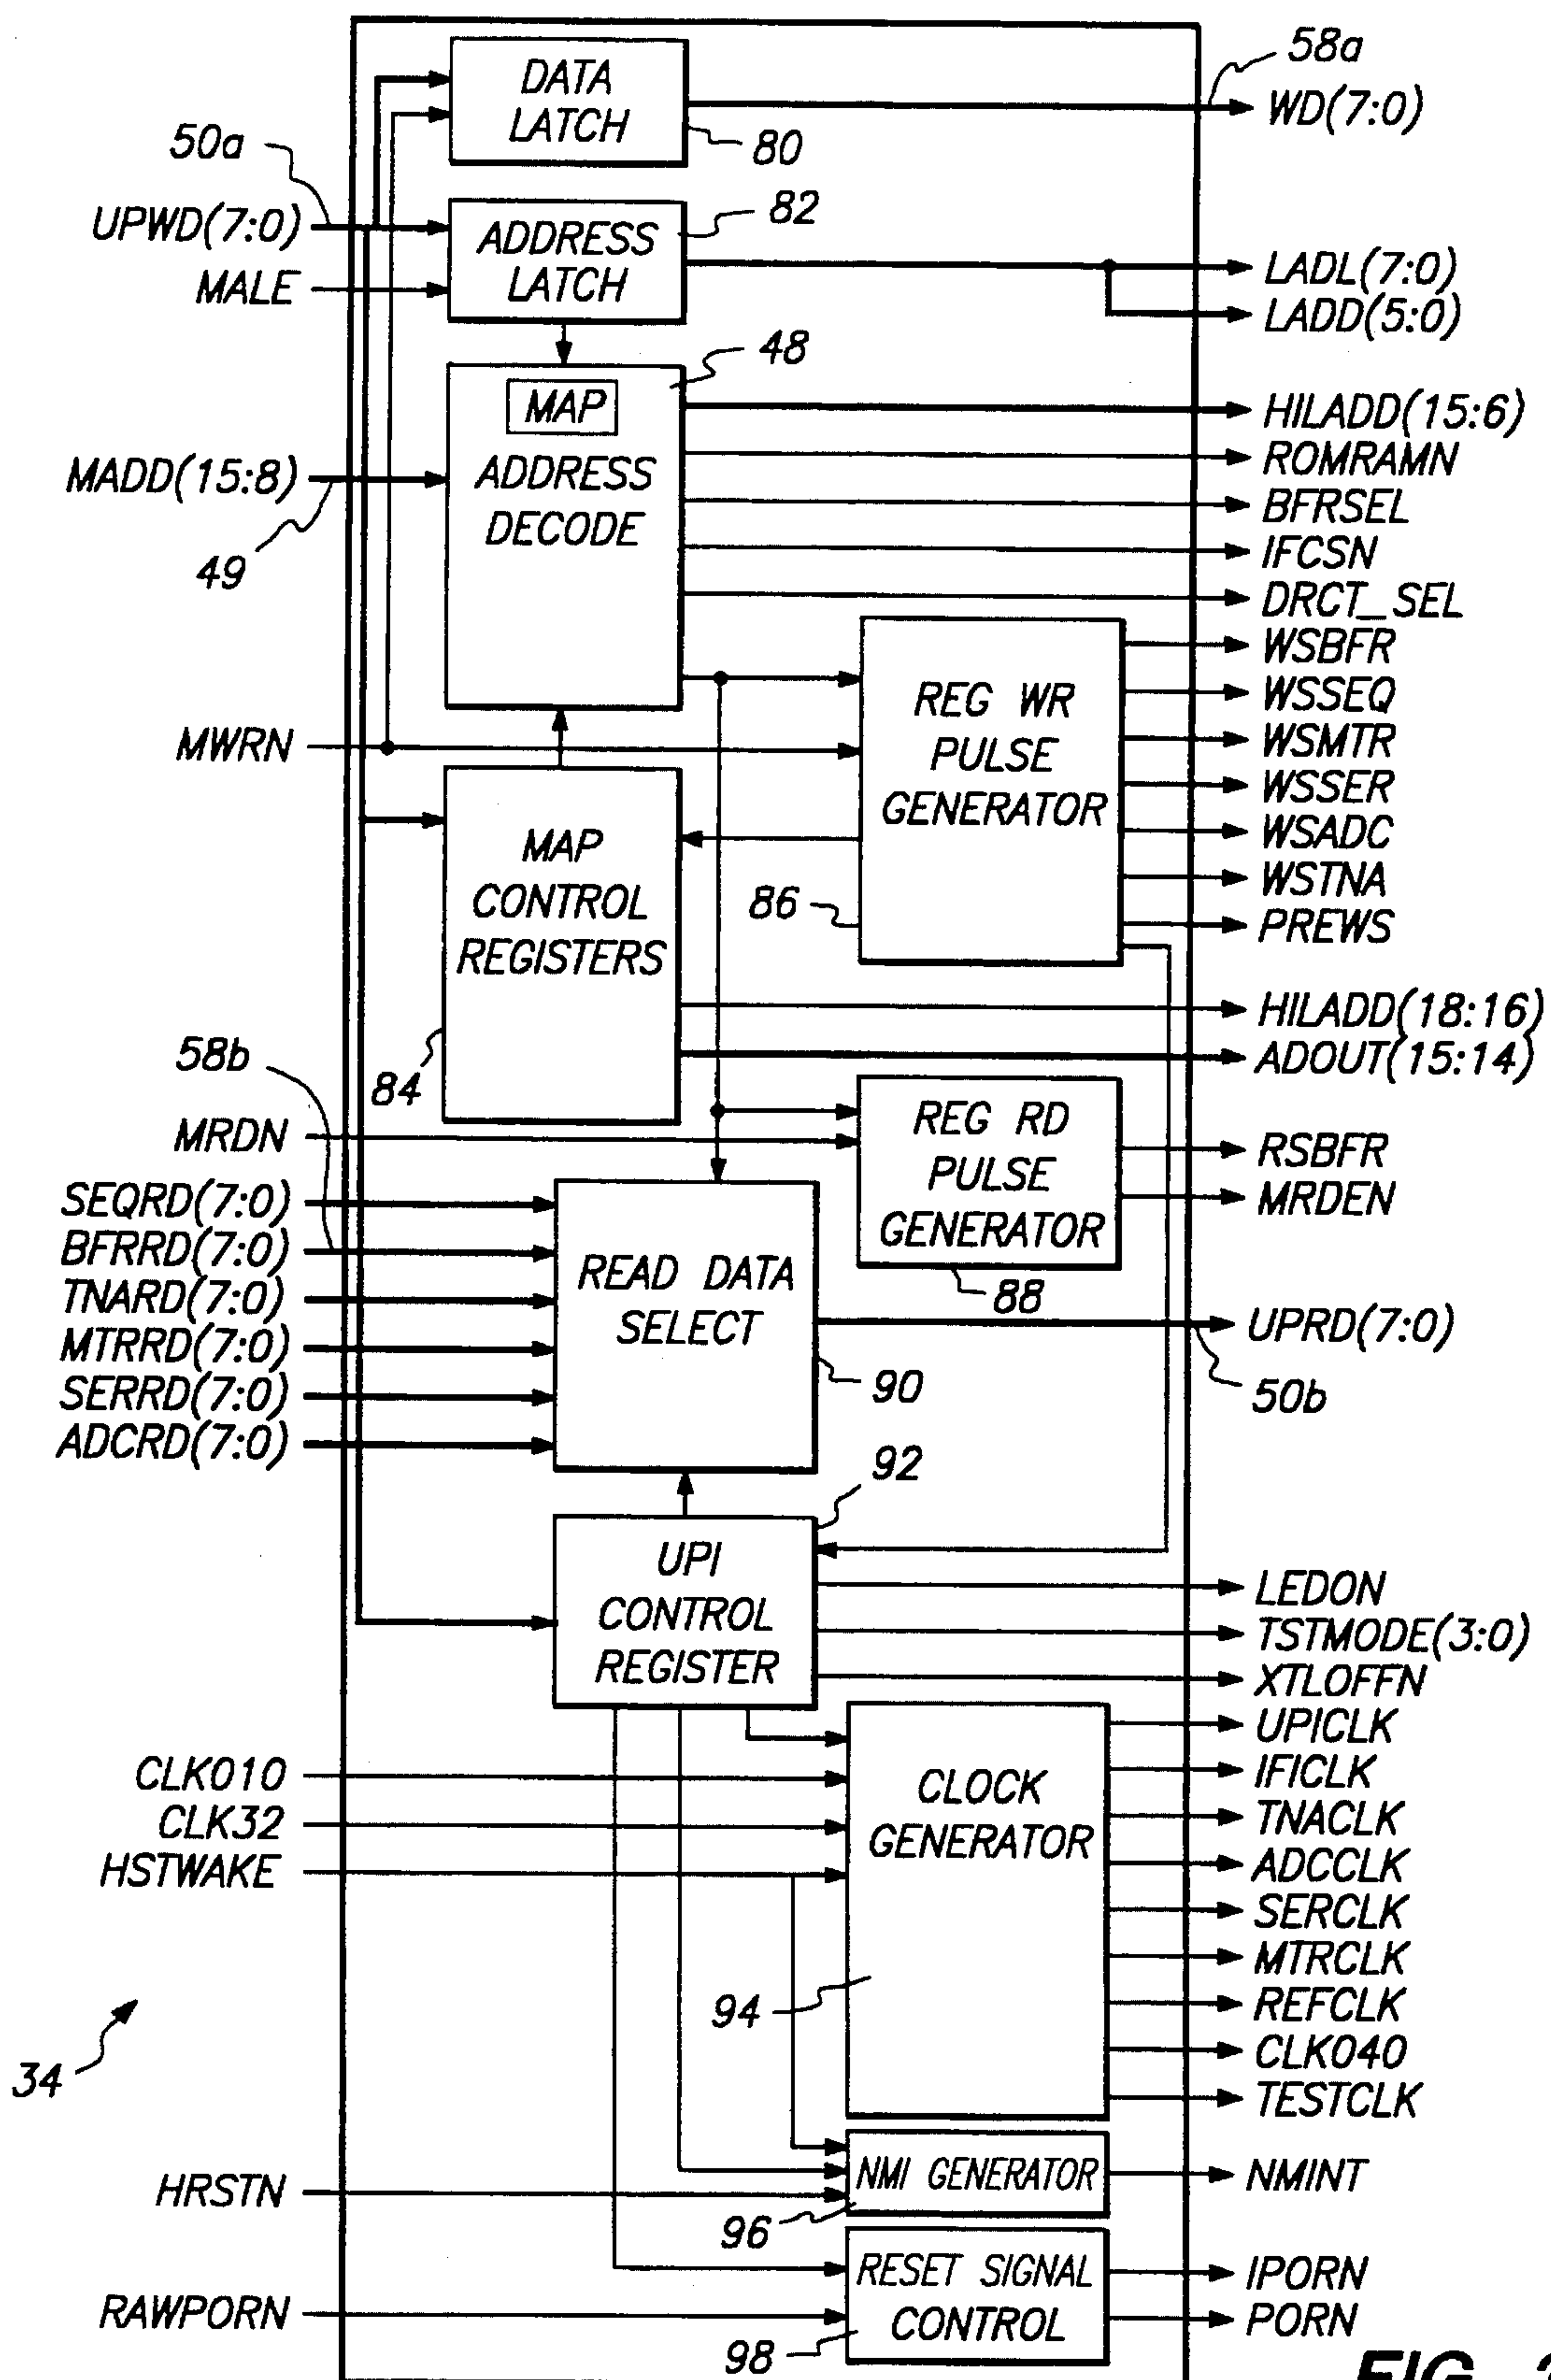 58a
DATA
LATCH
80
WD(7:0)
50a
UPWD(7:0)
MALE
82
ADDRESS
LATCH
LADL(7:0)
LADD(5:0)
48
MAP
ADDRESS
DECODE
MADD(15:8)
49
HILADD(15:6)
ROMRAMN
BFRSEL
IFCSN
DRCT_SEL
MWRN
REG WR
PULSE
GENERATOR
86
WSBFR
WSSEQ
WSMTR
WSSER
WSADC
WSTNA
PREWS
MAP
CONTROL
REGISTERS
84
HILADD(18:16)
ADOUT(15:14)
58b
MRDN
REG RD
PULSE
GENERATOR
88
RSBFR
MRDEN
SEQRD(7:0)
BFRRD(7:0)
TNARD(7:0)
MTRRD(7:0)
SERRD(7:0)
ADCRD(7:0)
READ DATA
SELECT
90
UPRD(7:0)
50b
92
UPI
CONTROL
REGISTER
LEDON
TSTMODE(3:0)
XTLOFFN
CLK010
CLK32
HSTWAKE
CLOCK
GENERATOR
94
UPICLK
IFICLK
TNACLK
ADCCLK
SERCLK
MTRCLK
REFCLK
CLK040
TESTCLK
34
HRSTN
NMI GENERATOR
96
NMINT
RAWPORN
RESET SIGNAL
CONTROL
98
IPORN
PORN
FIG.